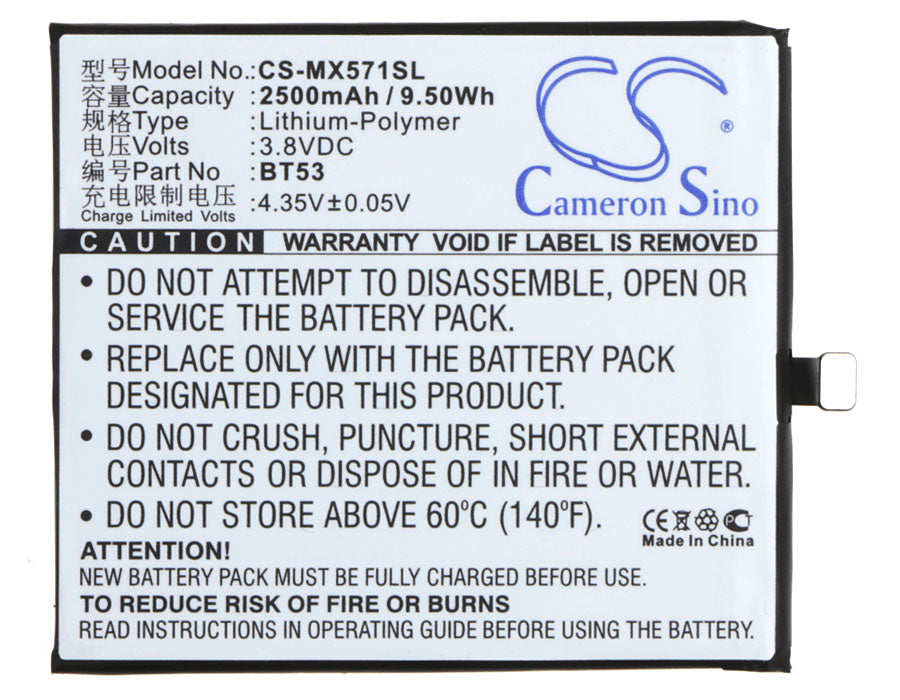 型号Model No.:CS-MX571SL
容量Capacity :2500mAh / 9.50Wh
规格Type :Lithium-Polymer
电压Volts :3.8VDC
编号Part No :BT53
充电限制电压
Charge Limited Volts :4.35V±0.05V
CS ®
Cameron Sino
CAUTION WARRANTY VOID IF LABEL IS REMOVED
• DO NOT ATTEMPT TO DISASSEMBLE, OPEN OR
SERVICE THE BATTERY PACK.
• REPLACE ONLY WITH THE BATTERY PACK
DESIGNATED FOR THIS PRODUCT.
• DO NOT CRUSH, PUNCTURE, SHORT EXTERNAL
CONTACTS OR DISPOSE OF IN FIRE OR WATER.
• DO NOT STORE ABOVE 60°C (140°F).
CE
Made In China
ATTENTION!
NEW BATTERY PACK MUST BE FULLY CHARGED BEFORE USE.
TO REDUCE RISK OF FIRE OR BURNS
READ INSTRUCTIONS IN OPERATING GUIDE BEFORE USING THE BATTERY.